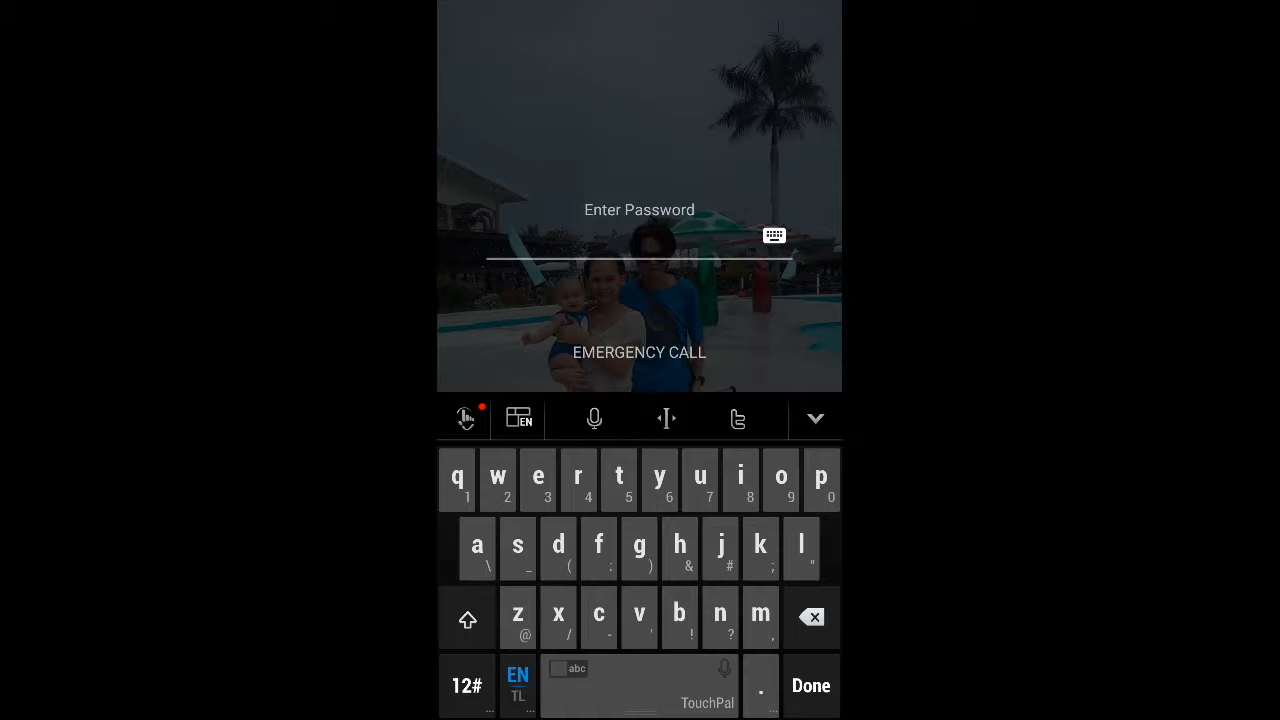 Enter Password
EMERGENCY CALL
EN
q w e r t y u i o p
1 2 3 4 5 6 7 8 9 0
a s d f g h j k l
\ _ ( : ) & # ; "
z x c v b n m
@ / - ' ! ? ,
12# EN abc . Done
... TL ... TouchPal ...